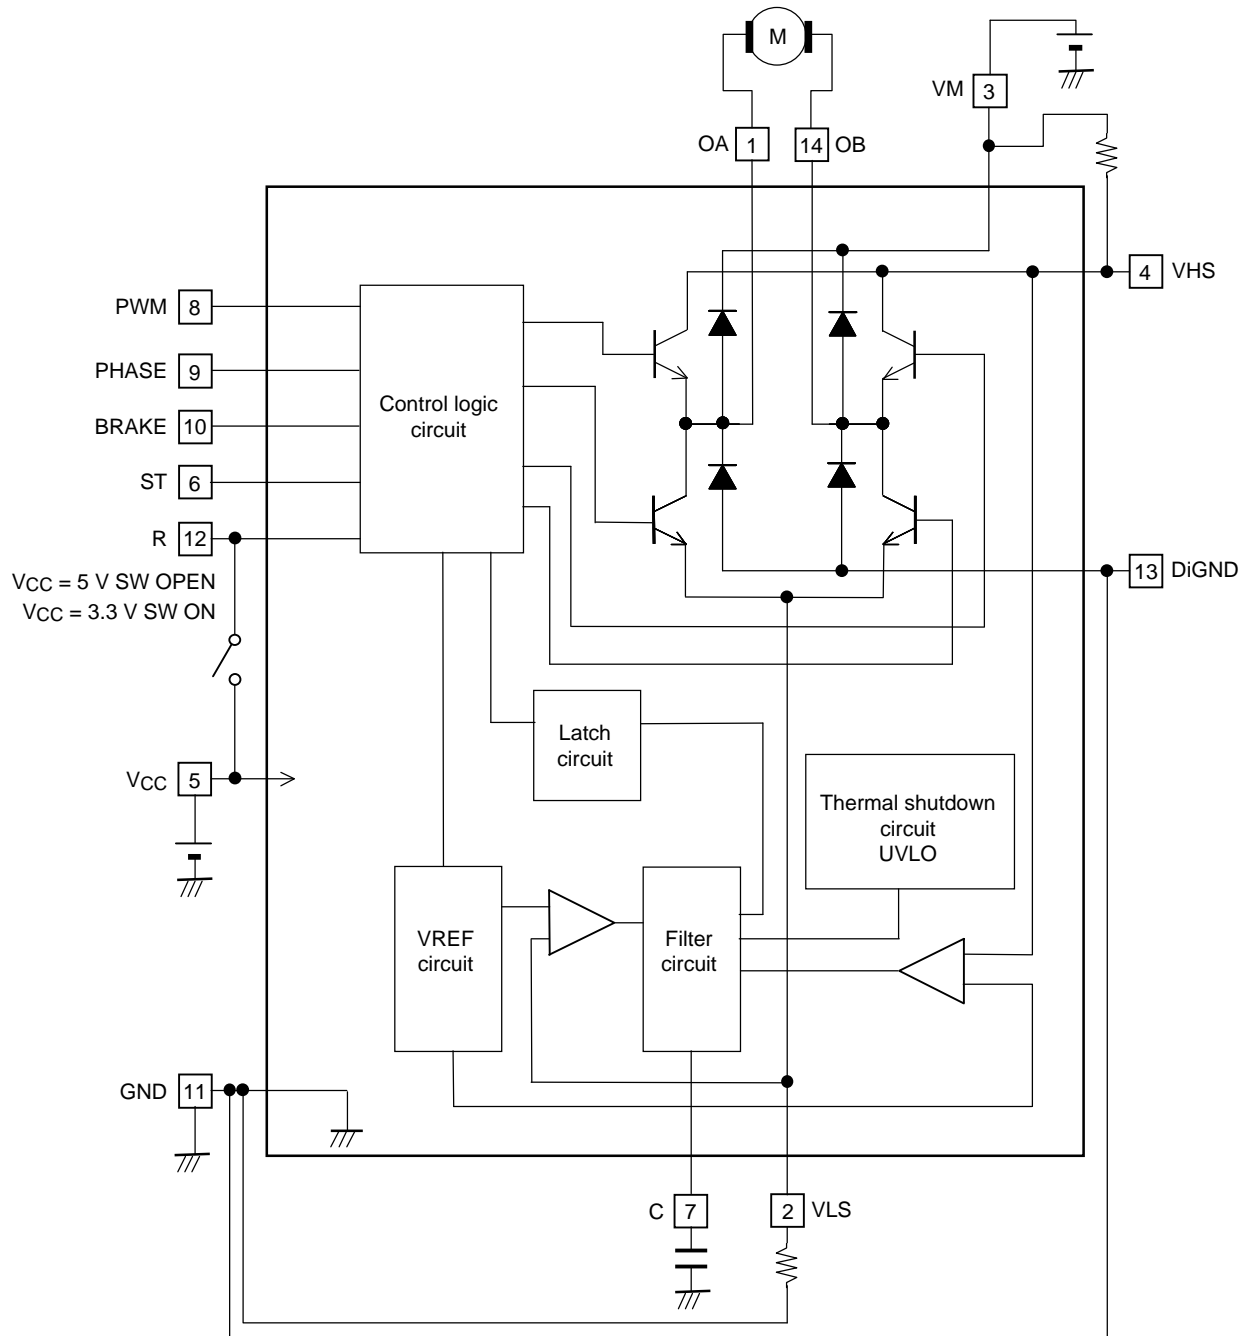 M
VM 3
OA 1
14 OB
4 VHS
PWM 8
PHASE 9
BRAKE 10
ST 6
R 12
Control logic
circuit
VCC = 5 V SW OPEN
VCC = 3.3 V SW ON
13 DiGND
Latch
circuit
VCC 5
Thermal shutdown
circuit
UVLO
VREF
circuit
Filter
circuit
GND 11
C 7
2 VLS